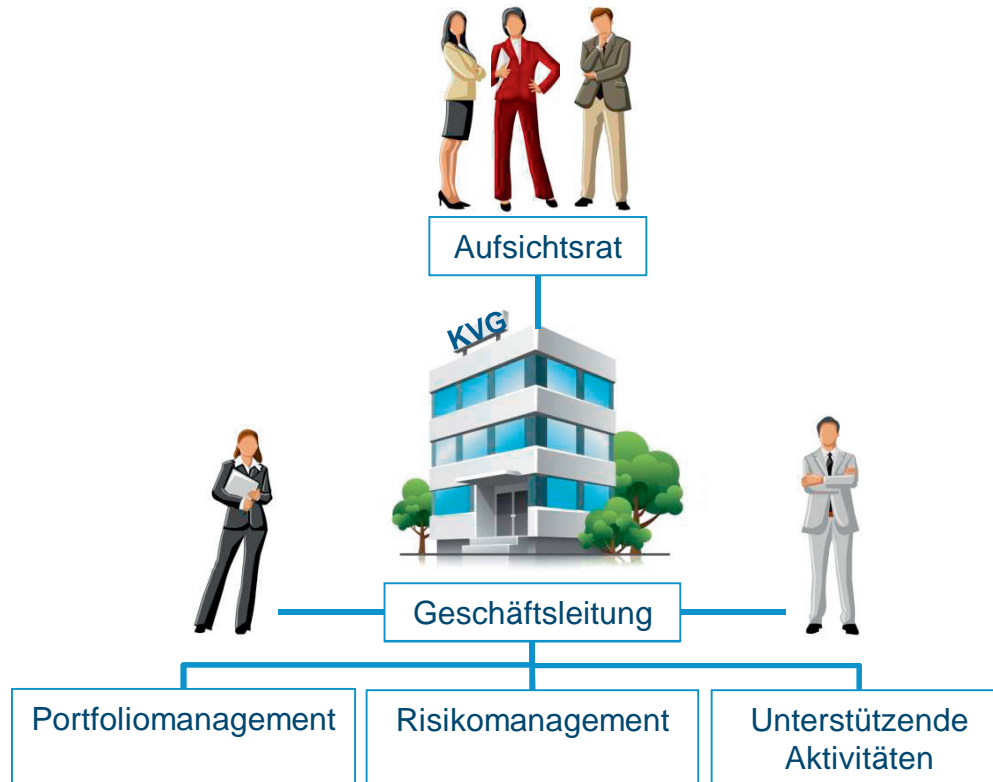 Aufsichtsrat
KVG
Geschäftsleitung
Portfoliomanagement
Risikomanagement
Unterstützende
Aktivitäten